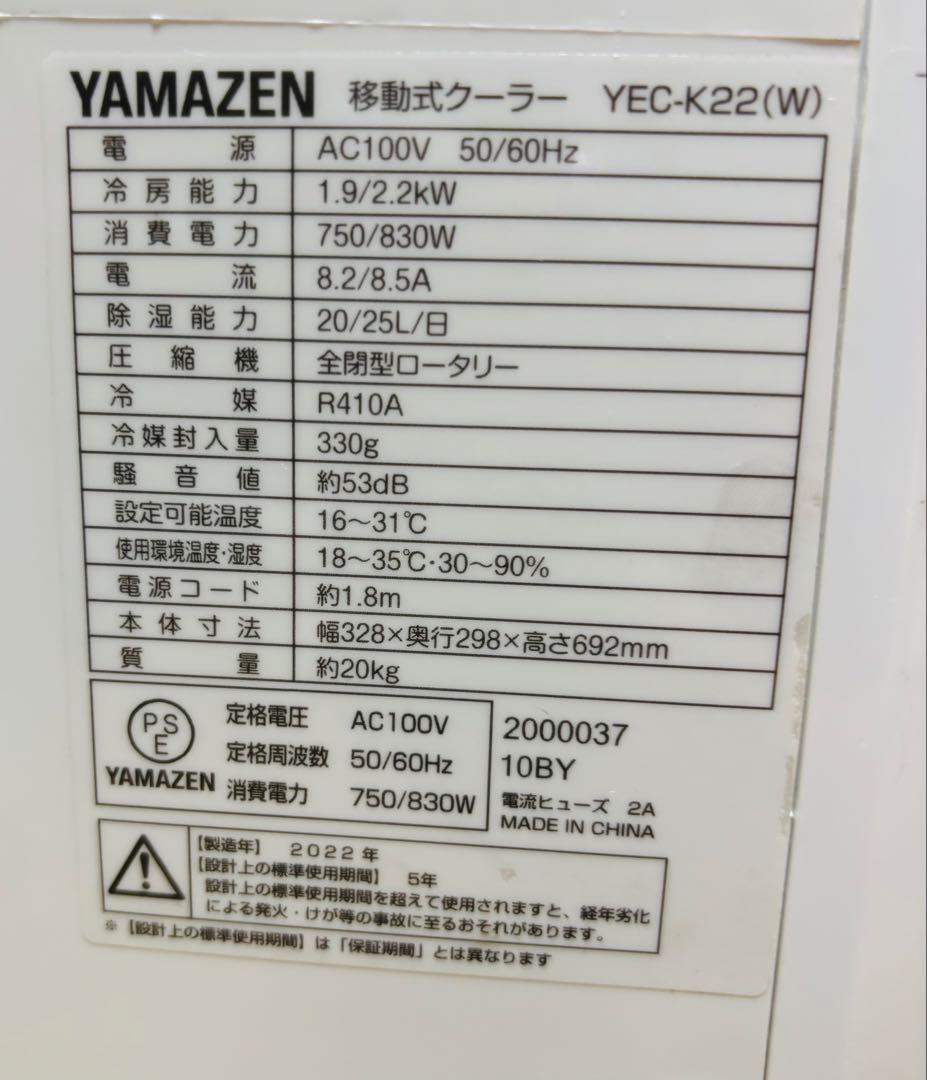 YAMAZEN 移動式クーラー YEC-K22(W)
電源 AC100V 50/60Hz
冷房能力 1.9/2.2kW
消費電力 750/830W
電流 8.2/8.5A
除湿能力 20/25L/日
圧縮機 全閉型ロータリー
冷媒 R410A
冷媒封入量 330g
騒音値 約53dB
設定可能温度 16~31℃
使用環境温度・湿度 18~35℃・30~90%
電源コード 約1.8m
本体寸法 幅328×奥行298×高さ692mm
質量 約20kg
PSE
YAMAZEN
定格電圧 AC100V
定格周波数 50/60Hz
消費電力 750/830W
2000037
10BY
電流ヒューズ 2A
MADE IN CHINA
【製造年】 2022年
【設計上の標準使用期間】 5年
設計上の標準使用期間を超えて使用されますと、経年劣化
による発火・けが等の事故に至るおそれがあります。
※【設計上の標準使用期間】は「保証期間」とは異なります